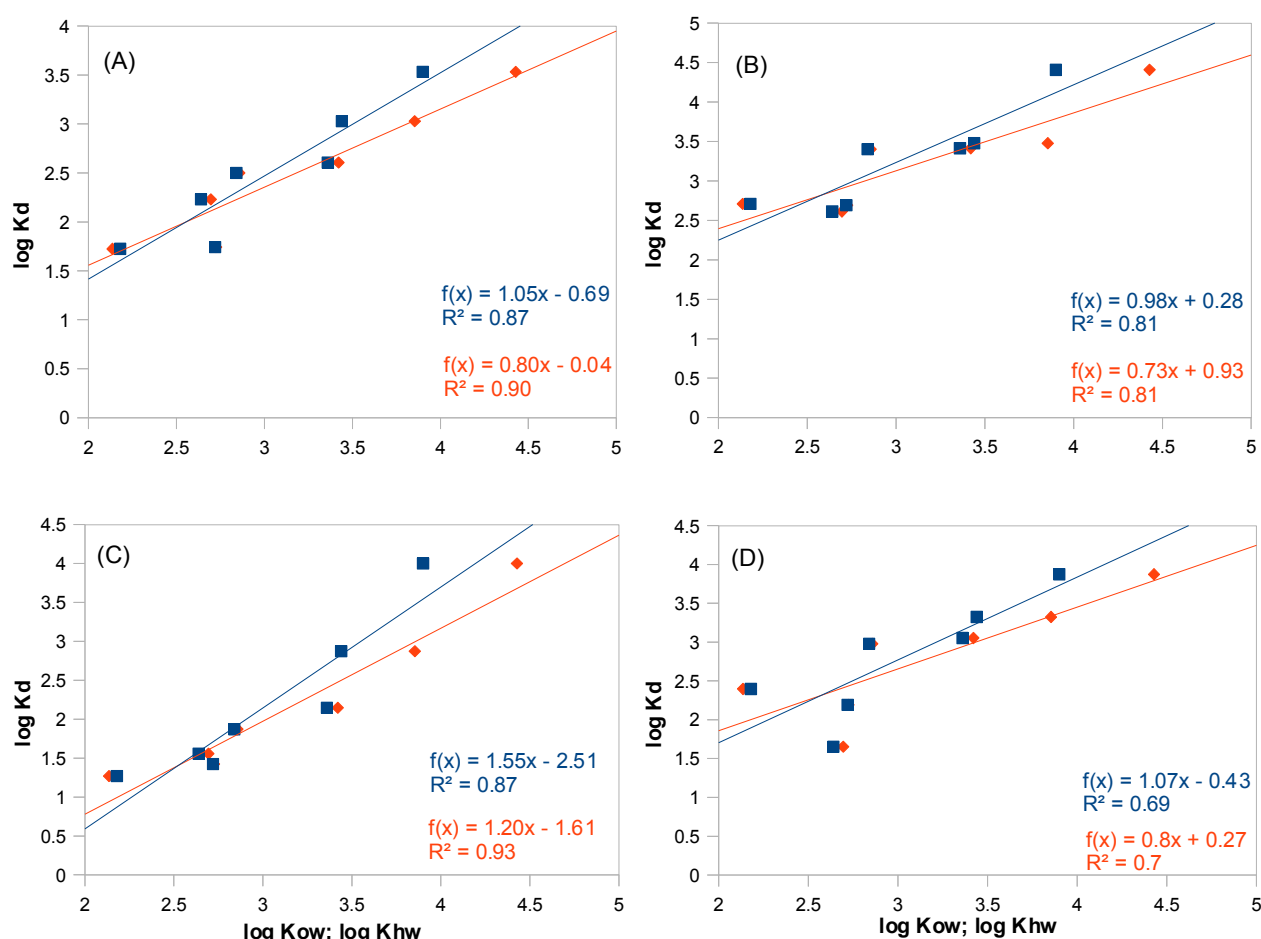 (A)
4
3.5
3
2.5
2
1.5
1
0.5
0
log Kd
f(x) = 1.05x - 0.69
R² = 0.87
f(x) = 0.80x - 0.04
R² = 0.90
2 2.5 3 3.5 4 4.5 5
(B)
5
4.5
4
3.5
3
2.5
2
1.5
1
0.5
0
log Kd
f(x) = 0.98x + 0.28
R² = 0.81
f(x) = 0.73x + 0.93
R² = 0.81
2 2.5 3 3.5 4 4.5 5
(C)
4.5
4
3.5
3
2.5
2
1.5
1
0.5
0
log Kd
f(x) = 1.55x - 2.51
R² = 0.87
f(x) = 1.20x - 1.61
R² = 0.93
2 2.5 3 3.5 4 4.5 5
log Kow; log Khw
(D)
4.5
4
3.5
3
2.5
2
1.5
1
0.5
0
log Kd
f(x) = 1.07x - 0.43
R² = 0.69
f(x) = 0.8x + 0.27
R² = 0.7
2 2.5 3 3.5 4 4.5 5
log Kow; log Khw